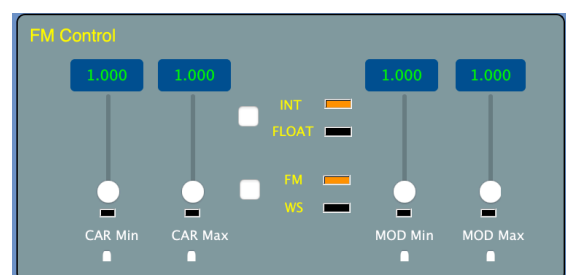 FM Control
1.000 1.000 1.000 1.000
INT
FLOAT
FM
WS
CAR Min CAR Max MOD Min MOD Max